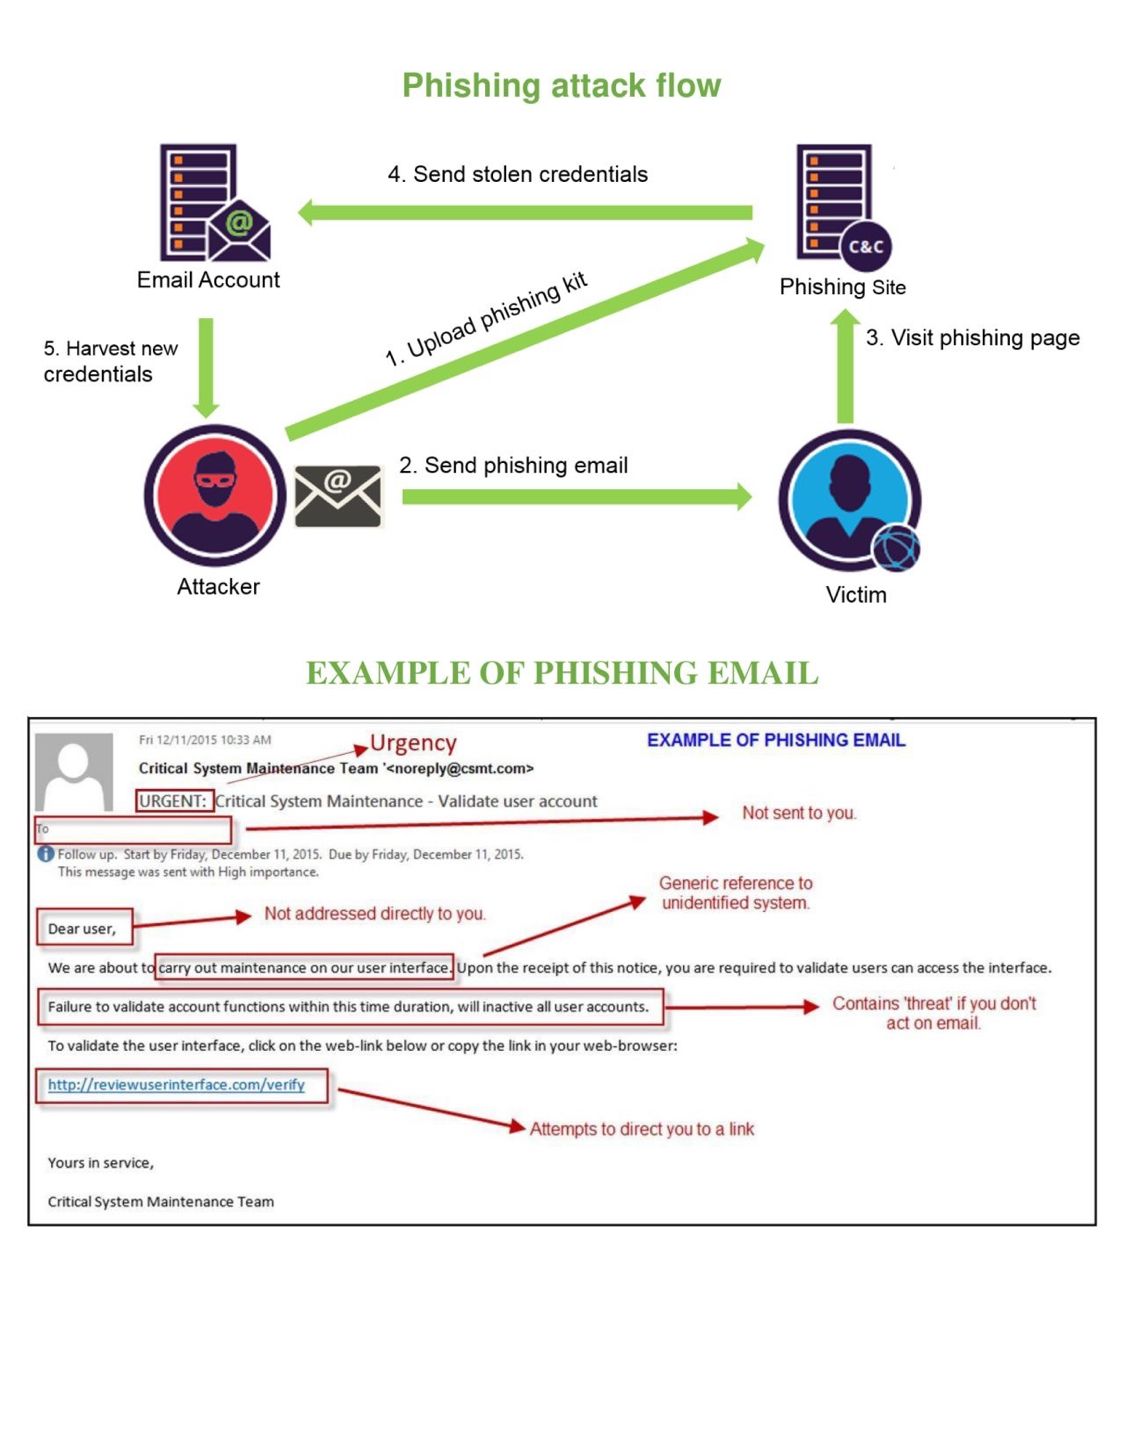 Phishing attack flow
4. Send stolen credentials
@
Email Account
C&C
Phishing Site
1. Upload phishing kit
5. Harvest new
credentials
3. Visit phishing page
@
2. Send phishing email
Attacker
Victim
EXAMPLE OF PHISHING EMAIL
Fri 12/11/2015 10:33 AM
Urgency
EXAMPLE OF PHISHING EMAIL
Critical System Maintenance Team '<noreply@csmt.com>
URGENT: Critical System Maintenance - Validate user account
To
Not sent to you.
Follow up. Start by Friday, December 11, 2015. Due by Friday, December 11, 2015.
This message was sent with High importance.
Generic reference to
unidentified system.
Dear user,
Not addressed directly to you.
We are about to carry out maintenance on our user interface. Upon the receipt of this notice, you are required to validate users can access the interface.
Failure to validate account functions within this time duration, will inactive all user accounts.
Contains 'threat' if you don't
act on email.
To validate the user interface, click on the web-link below or copy the link in your web-browser:
http://reviewuserinterface.com/verify
Attempts to direct you to a link
Yours in service,
Critical System Maintenance Team